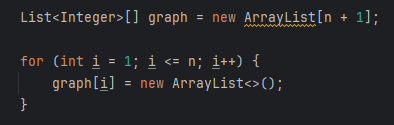 List<Integer>[] graph = new ArrayList[n + 1];
for (int i = 1; i <= n; i++) {
    graph[i] = new ArrayList<>();
}